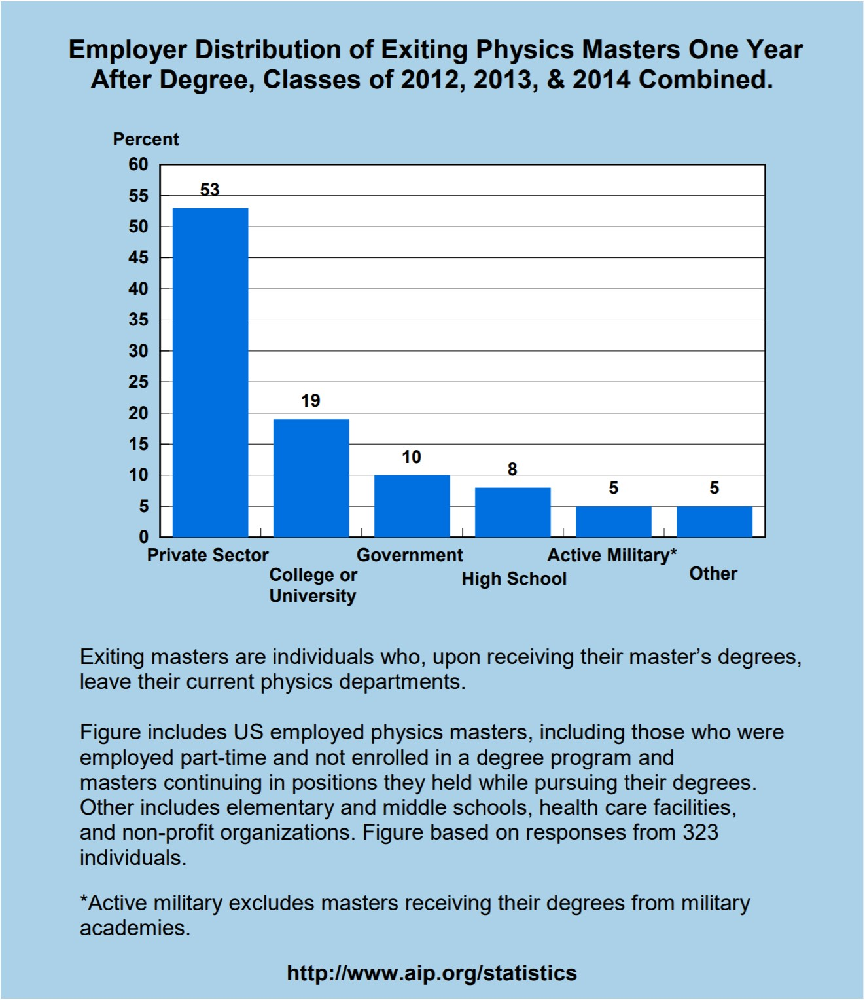 Employer Distribution of Exiting Physics Masters One Year
After Degree, Classes of 2012, 2013, & 2014 Combined.
Percent
60
55
50
45
40
35
30
25
20
15
10
5
0
53
19
10
8
5
5
Private Sector
College or
University
Government
High School
Active Military*
Other
Exiting masters are individuals who, upon receiving their master’s degrees,
leave their current physics departments.
Figure includes US employed physics masters, including those who were
employed part-time and not enrolled in a degree program and
masters continuing in positions they held while pursuing their degrees.
Other includes elementary and middle schools, health care facilities,
and non-profit organizations. Figure based on responses from 323
individuals.
*Active military excludes masters receiving their degrees from military
academies.
http://www.aip.org/statistics